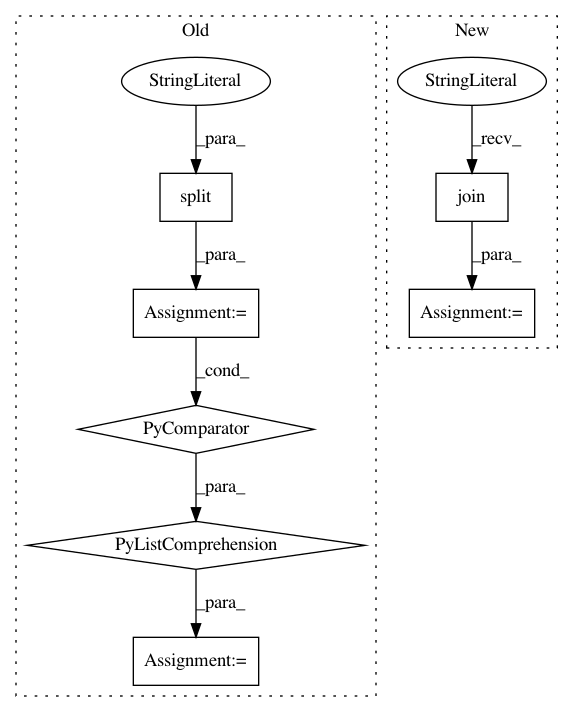 Old
StringLiteral
_para_
split
_para_
Assignment:=
_cond_
PyComparator
_para_
PyListComprehension
_para_
Assignment:=
New
StringLiteral
_recv_
join
_para_
Assignment:=